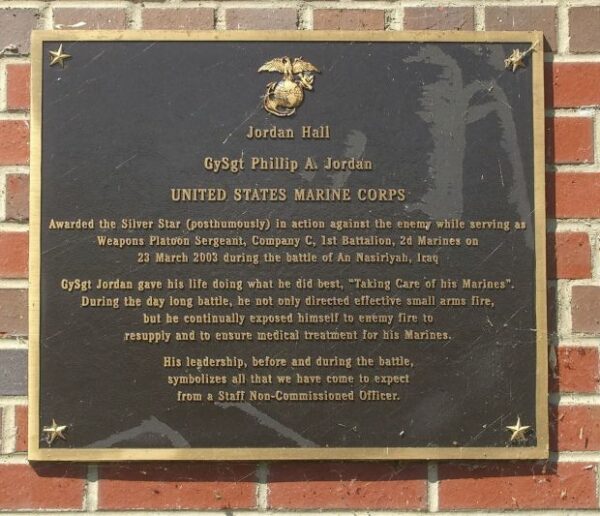 Jordan Hall
GySgt Phillip A. Jordan
UNITED STATES MARINE CORPS
Awarded the Silver Star (posthumously) in action against the enemy while serving as
Weapons Platoon Sergeant, Company C, 1st Battalion, 2d Marines on
23 March 2003 during the battle of An Nasiriyah, Iraq
GySgt Jordan gave his life doing what he did best, "Taking Care of his Marines".
During the day long battle, he not only directed effective small arms fire,
but he continually exposed himself to enemy fire to
resupply and to ensure medical treatment for his Marines.
His leadership, before and during the battle,
symbolizes all that we have come to expect
from a Staff Non-Commissioned Officer.